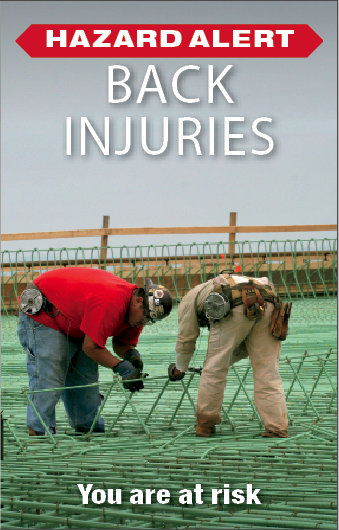 HAZARD ALERT
BACK
INJURIES
You are at risk